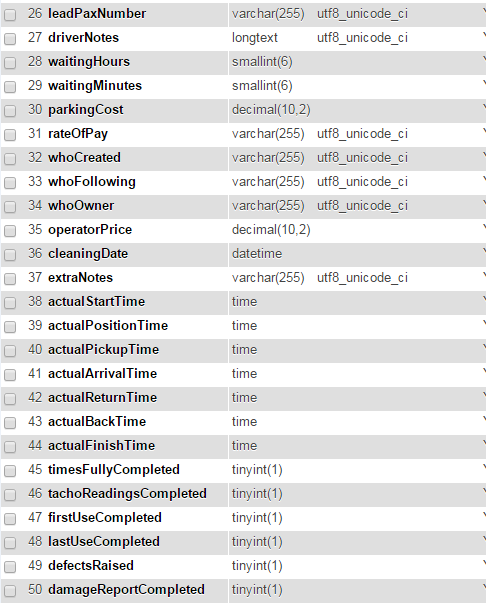 26 leadPaxNumber varchar(255) utf8_unicode_ci
27 driverNotes longtext utf8_unicode_ci
28 waitingHours smallint(6)
29 waitingMinutes smallint(6)
30 parkingCost decimal(10,2)
31 rateOfPay varchar(255) utf8_unicode_ci
32 whoCreated varchar(255) utf8_unicode_ci
33 whoFollowing varchar(255) utf8_unicode_ci
34 whoOwner varchar(255) utf8_unicode_ci
35 operatorPrice decimal(10,2)
36 cleaningDate datetime
37 extraNotes varchar(255) utf8_unicode_ci
38 actualStartTime time
39 actualPositionTime time
40 actualPickupTime time
41 actualArrivalTime time
42 actualReturnTime time
43 actualBackTime time
44 actualFinishTime time
45 timesFullyCompleted tinyint(1)
46 tachoReadingsCompleted tinyint(1)
47 firstUseCompleted tinyint(1)
48 lastUseCompleted tinyint(1)
49 defectsRaised tinyint(1)
50 damageReportCompleted tinyint(1)